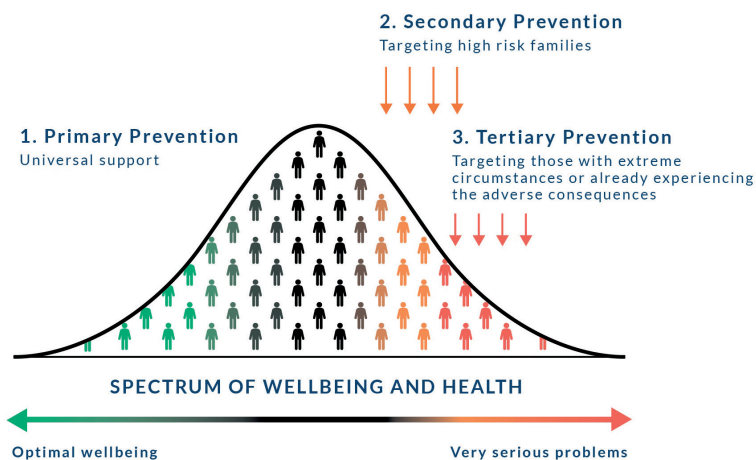 2. Secondary Prevention
Targeting high risk families
1. Primary Prevention
Universal support
3. Tertiary Prevention
Targeting those with extreme
circumstances or already experiencing
the adverse consequences
SPECTRUM OF WELLBEING AND HEALTH
Optimal wellbeing
Very serious problems